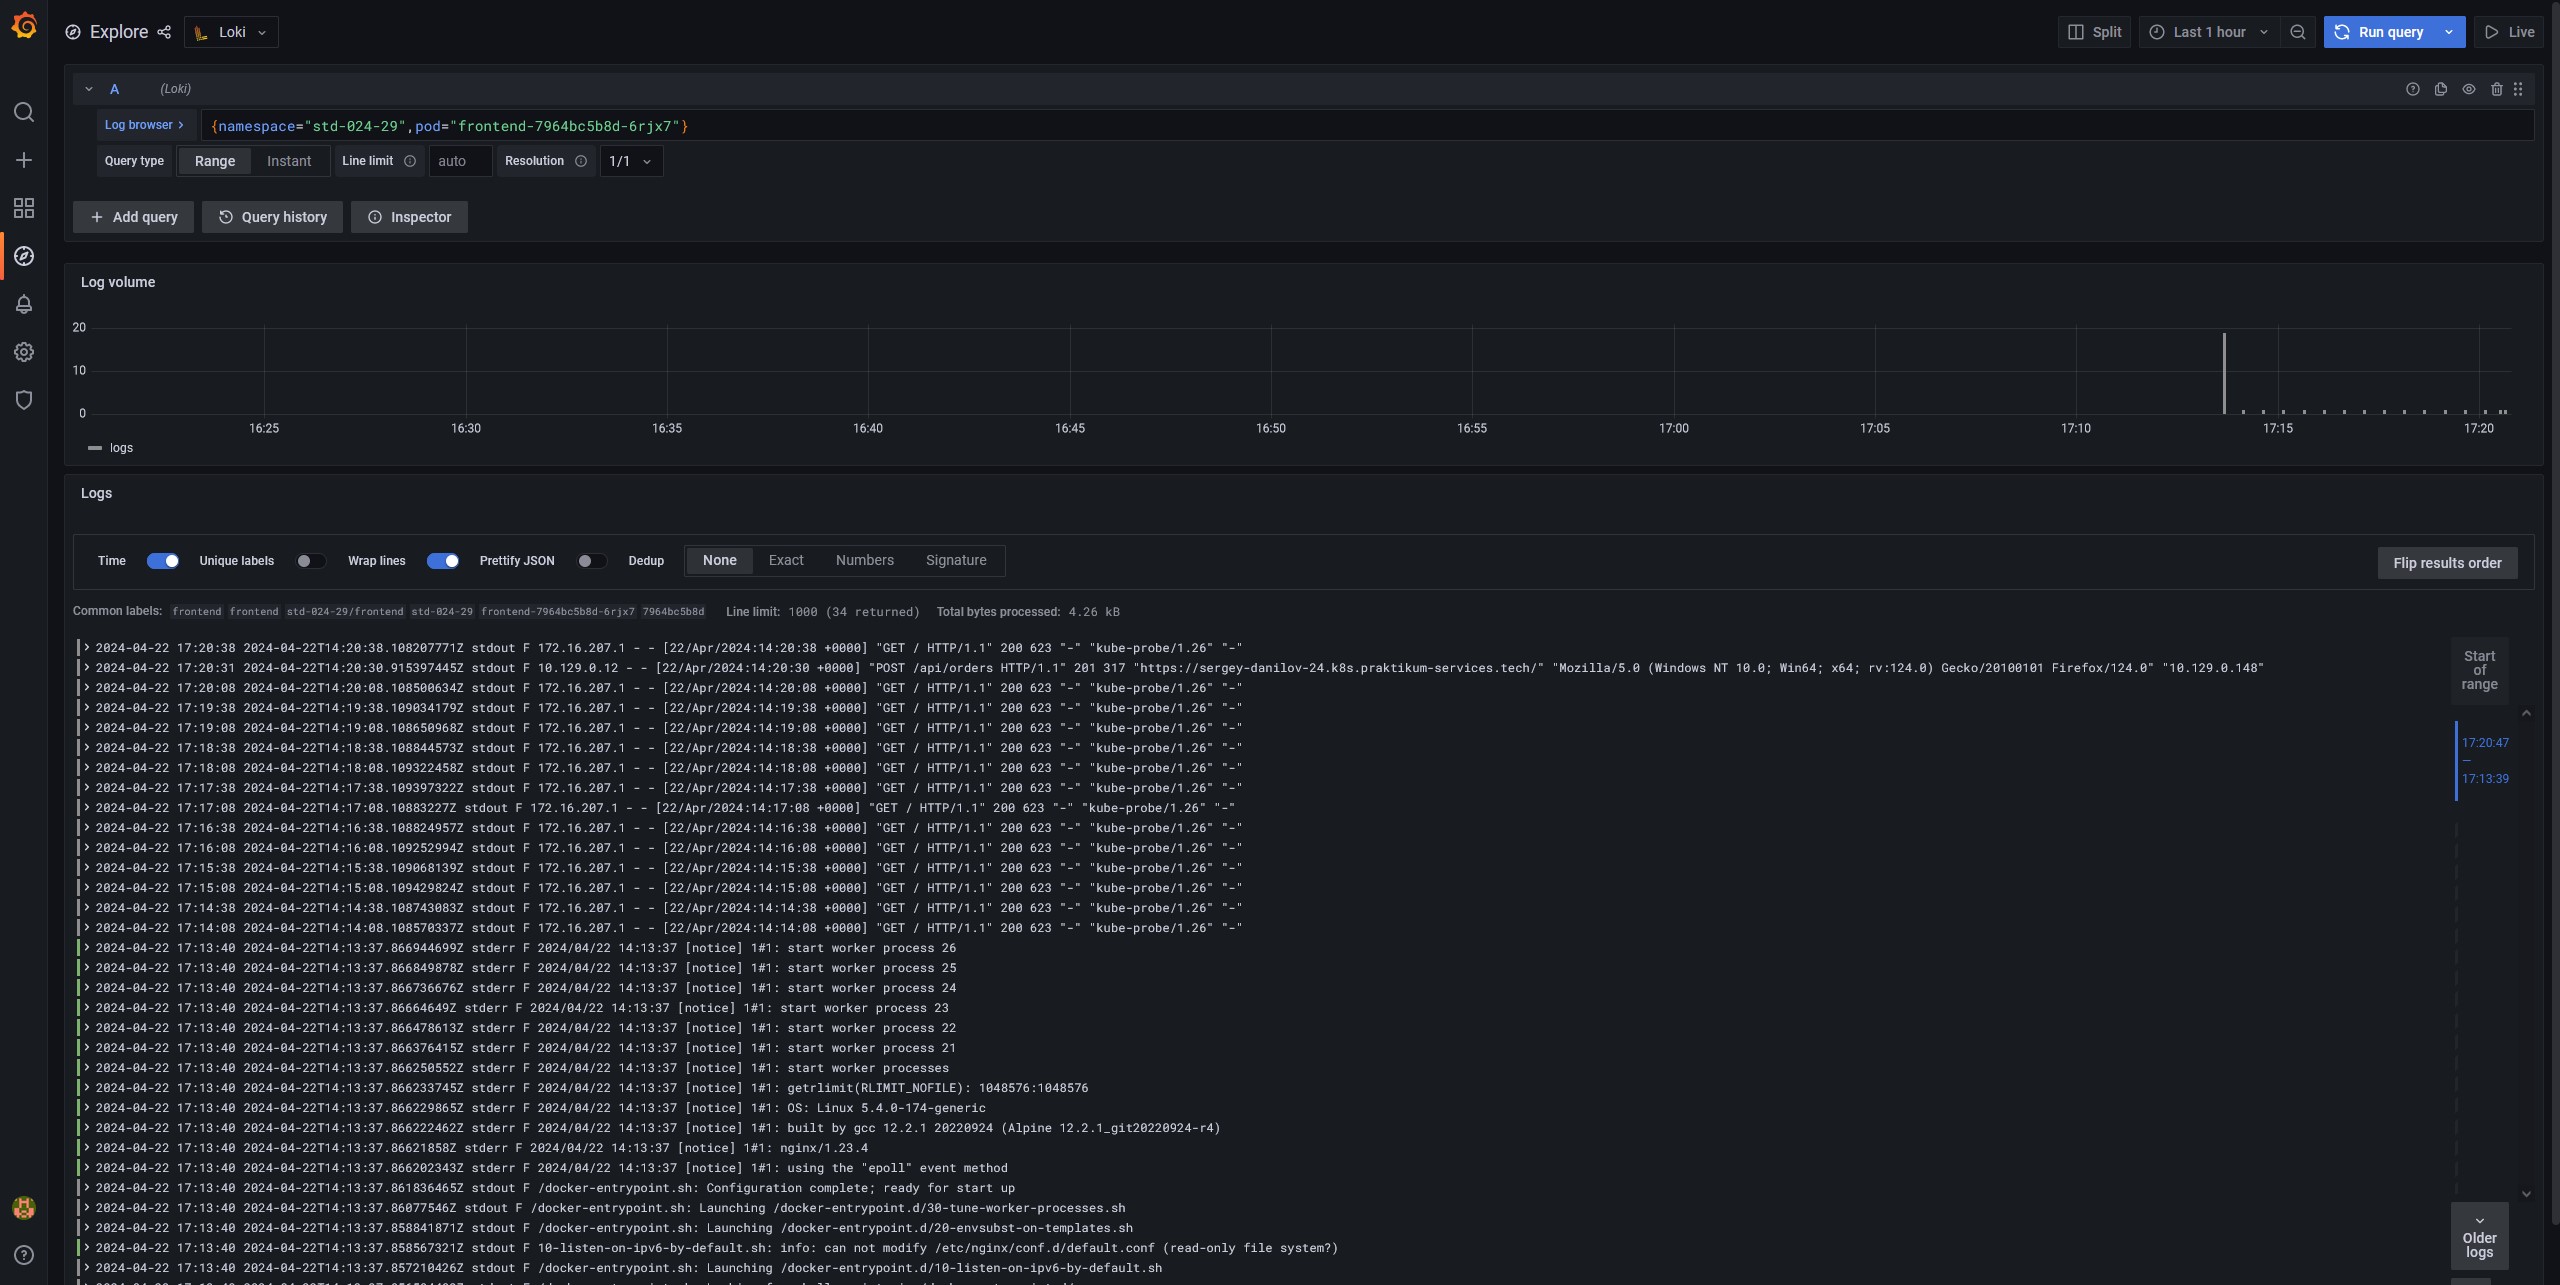 Explore Loki Split Last 1 hour Run query Live
A (Loki)
Log browser > {namespace="std-024-29",pod="frontend-7964bc5b8d-6rjx7"}
Query type Range Instant Line limit auto Resolution 1/1
+ Add query Query history Inspector
Log volume
20
10
0
16:25 16:30 16:35 16:40 16:45 16:50 16:55 17:00 17:05 17:10 17:15 17:20
logs
Logs
Time Unique labels Wrap lines Prettify JSON Dedup None Exact Numbers Signature Flip results order
Common labels: frontend frontend std-024-29/frontend std-024-29 frontend-7964bc5b8d-6rjx7 7964bc5b8d Line limit: 1000 (34 returned) Total bytes processed: 4.26 kB
2024-04-22 17:20:38 2024-04-22T14:20:38.108207771Z stdout F 172.16.207.1 - - [22/Apr/2024:14:20:38 +0000] "GET / HTTP/1.1" 200 623 "-" "kube-probe/1.26" "-"
2024-04-22 17:20:31 2024-04-22T14:20:30.915397445Z stdout F 10.129.0.12 - - [22/Apr/2024:14:20:30 +0000] "POST /api/orders HTTP/1.1" 201 317 "https://sergey-danilov-24.k8s.praktikum-services.tech/" "Mozilla/5.0 (Windows NT 10.0; Win64; x64; rv:124.0) Gecko/20100101 Firefox/124.0" "10.129.0.148"
2024-04-22 17:20:08 2024-04-22T14:20:08.108500634Z stdout F 172.16.207.1 - - [22/Apr/2024:14:20:08 +0000] "GET / HTTP/1.1" 200 623 "-" "kube-probe/1.26" "-"
2024-04-22 17:19:38 2024-04-22T14:19:38.109034179Z stdout F 172.16.207.1 - - [22/Apr/2024:14:19:38 +0000] "GET / HTTP/1.1" 200 623 "-" "kube-probe/1.26" "-"
2024-04-22 17:19:08 2024-04-22T14:19:08.108650968Z stdout F 172.16.207.1 - - [22/Apr/2024:14:19:08 +0000] "GET / HTTP/1.1" 200 623 "-" "kube-probe/1.26" "-"
2024-04-22 17:18:38 2024-04-22T14:18:38.108844573Z stdout F 172.16.207.1 - - [22/Apr/2024:14:18:38 +0000] "GET / HTTP/1.1" 200 623 "-" "kube-probe/1.26" "-"
2024-04-22 17:18:08 2024-04-22T14:18:08.109322458Z stdout F 172.16.207.1 - - [22/Apr/2024:14:18:08 +0000] "GET / HTTP/1.1" 200 623 "-" "kube-probe/1.26" "-"
2024-04-22 17:17:38 2024-04-22T14:17:38.109397322Z stdout F 172.16.207.1 - - [22/Apr/2024:14:17:38 +0000] "GET / HTTP/1.1" 200 623 "-" "kube-probe/1.26" "-"
2024-04-22 17:17:08 2024-04-22T14:17:08.10883227Z stdout F 172.16.207.1 - - [22/Apr/2024:14:17:08 +0000] "GET / HTTP/1.1" 200 623 "-" "kube-probe/1.26" "-"
2024-04-22 17:16:38 2024-04-22T14:16:38.108824957Z stdout F 172.16.207.1 - - [22/Apr/2024:14:16:38 +0000] "GET / HTTP/1.1" 200 623 "-" "kube-probe/1.26" "-"
2024-04-22 17:16:08 2024-04-22T14:16:08.109252994Z stdout F 172.16.207.1 - - [22/Apr/2024:14:16:08 +0000] "GET / HTTP/1.1" 200 623 "-" "kube-probe/1.26" "-"
2024-04-22 17:15:38 2024-04-22T14:15:38.109068139Z stdout F 172.16.207.1 - - [22/Apr/2024:14:15:38 +0000] "GET / HTTP/1.1" 200 623 "-" "kube-probe/1.26" "-"
2024-04-22 17:15:08 2024-04-22T14:15:08.109429824Z stdout F 172.16.207.1 - - [22/Apr/2024:14:15:08 +0000] "GET / HTTP/1.1" 200 623 "-" "kube-probe/1.26" "-"
2024-04-22 17:14:38 2024-04-22T14:14:38.108743083Z stdout F 172.16.207.1 - - [22/Apr/2024:14:14:38 +0000] "GET / HTTP/1.1" 200 623 "-" "kube-probe/1.26" "-"
2024-04-22 17:14:08 2024-04-22T14:14:08.108570337Z stdout F 172.16.207.1 - - [22/Apr/2024:14:14:08 +0000] "GET / HTTP/1.1" 200 623 "-" "kube-probe/1.26" "-"
2024-04-22 17:13:40 2024-04-22T14:13:37.866944699Z stderr F 2024/04/22 14:13:37 [notice] 1#1: start worker process 26
2024-04-22 17:13:40 2024-04-22T14:13:37.866849878Z stderr F 2024/04/22 14:13:37 [notice] 1#1: start worker process 25
2024-04-22 17:13:40 2024-04-22T14:13:37.866736676Z stderr F 2024/04/22 14:13:37 [notice] 1#1: start worker process 24
2024-04-22 17:13:40 2024-04-22T14:13:37.86664649Z stderr F 2024/04/22 14:13:37 [notice] 1#1: start worker process 23
2024-04-22 17:13:40 2024-04-22T14:13:37.866478613Z stderr F 2024/04/22 14:13:37 [notice] 1#1: start worker process 22
2024-04-22 17:13:40 2024-04-22T14:13:37.866376415Z stderr F 2024/04/22 14:13:37 [notice] 1#1: start worker process 21
2024-04-22 17:13:40 2024-04-22T14:13:37.866250552Z stderr F 2024/04/22 14:13:37 [notice] 1#1: start worker processes
2024-04-22 17:13:40 2024-04-22T14:13:37.866233745Z stderr F 2024/04/22 14:13:37 [notice] 1#1: getrlimit(RLIMIT_NOFILE): 1048576:1048576
2024-04-22 17:13:40 2024-04-22T14:13:37.866229865Z stderr F 2024/04/22 14:13:37 [notice] 1#1: OS: Linux 5.4.0-174-generic
2024-04-22 17:13:40 2024-04-22T14:13:37.866222462Z stderr F 2024/04/22 14:13:37 [notice] 1#1: built by gcc 12.2.1 20220924 (Alpine 12.2.1_git20220924-r4)
2024-04-22 17:13:40 2024-04-22T14:13:37.86621858Z stderr F 2024/04/22 14:13:37 [notice] 1#1: nginx/1.23.4
2024-04-22 17:13:40 2024-04-22T14:13:37.866202343Z stderr F 2024/04/22 14:13:37 [notice] 1#1: using the "epoll" event method
2024-04-22 17:13:40 2024-04-22T14:13:37.861836465Z stdout F /docker-entrypoint.sh: Configuration complete; ready for start up
2024-04-22 17:13:40 2024-04-22T14:13:37.86077546Z stdout F /docker-entrypoint.sh: Launching /docker-entrypoint.d/30-tune-worker-processes.sh
2024-04-22 17:13:40 2024-04-22T14:13:37.858841871Z stdout F /docker-entrypoint.sh: Launching /docker-entrypoint.d/20-envsubst-on-templates.sh
2024-04-22 17:13:40 2024-04-22T14:13:37.858567321Z stdout F 10-listen-on-ipv6-by-default.sh: info: can not modify /etc/nginx/conf.d/default.conf (read-only file system?)
2024-04-22 17:13:40 2024-04-22T14:13:37.857210426Z stdout F /docker-entrypoint.sh: Launching /docker-entrypoint.d/10-listen-on-ipv6-by-default.sh
Start
of
range
17:20:47
—
17:13:39
Older
logs